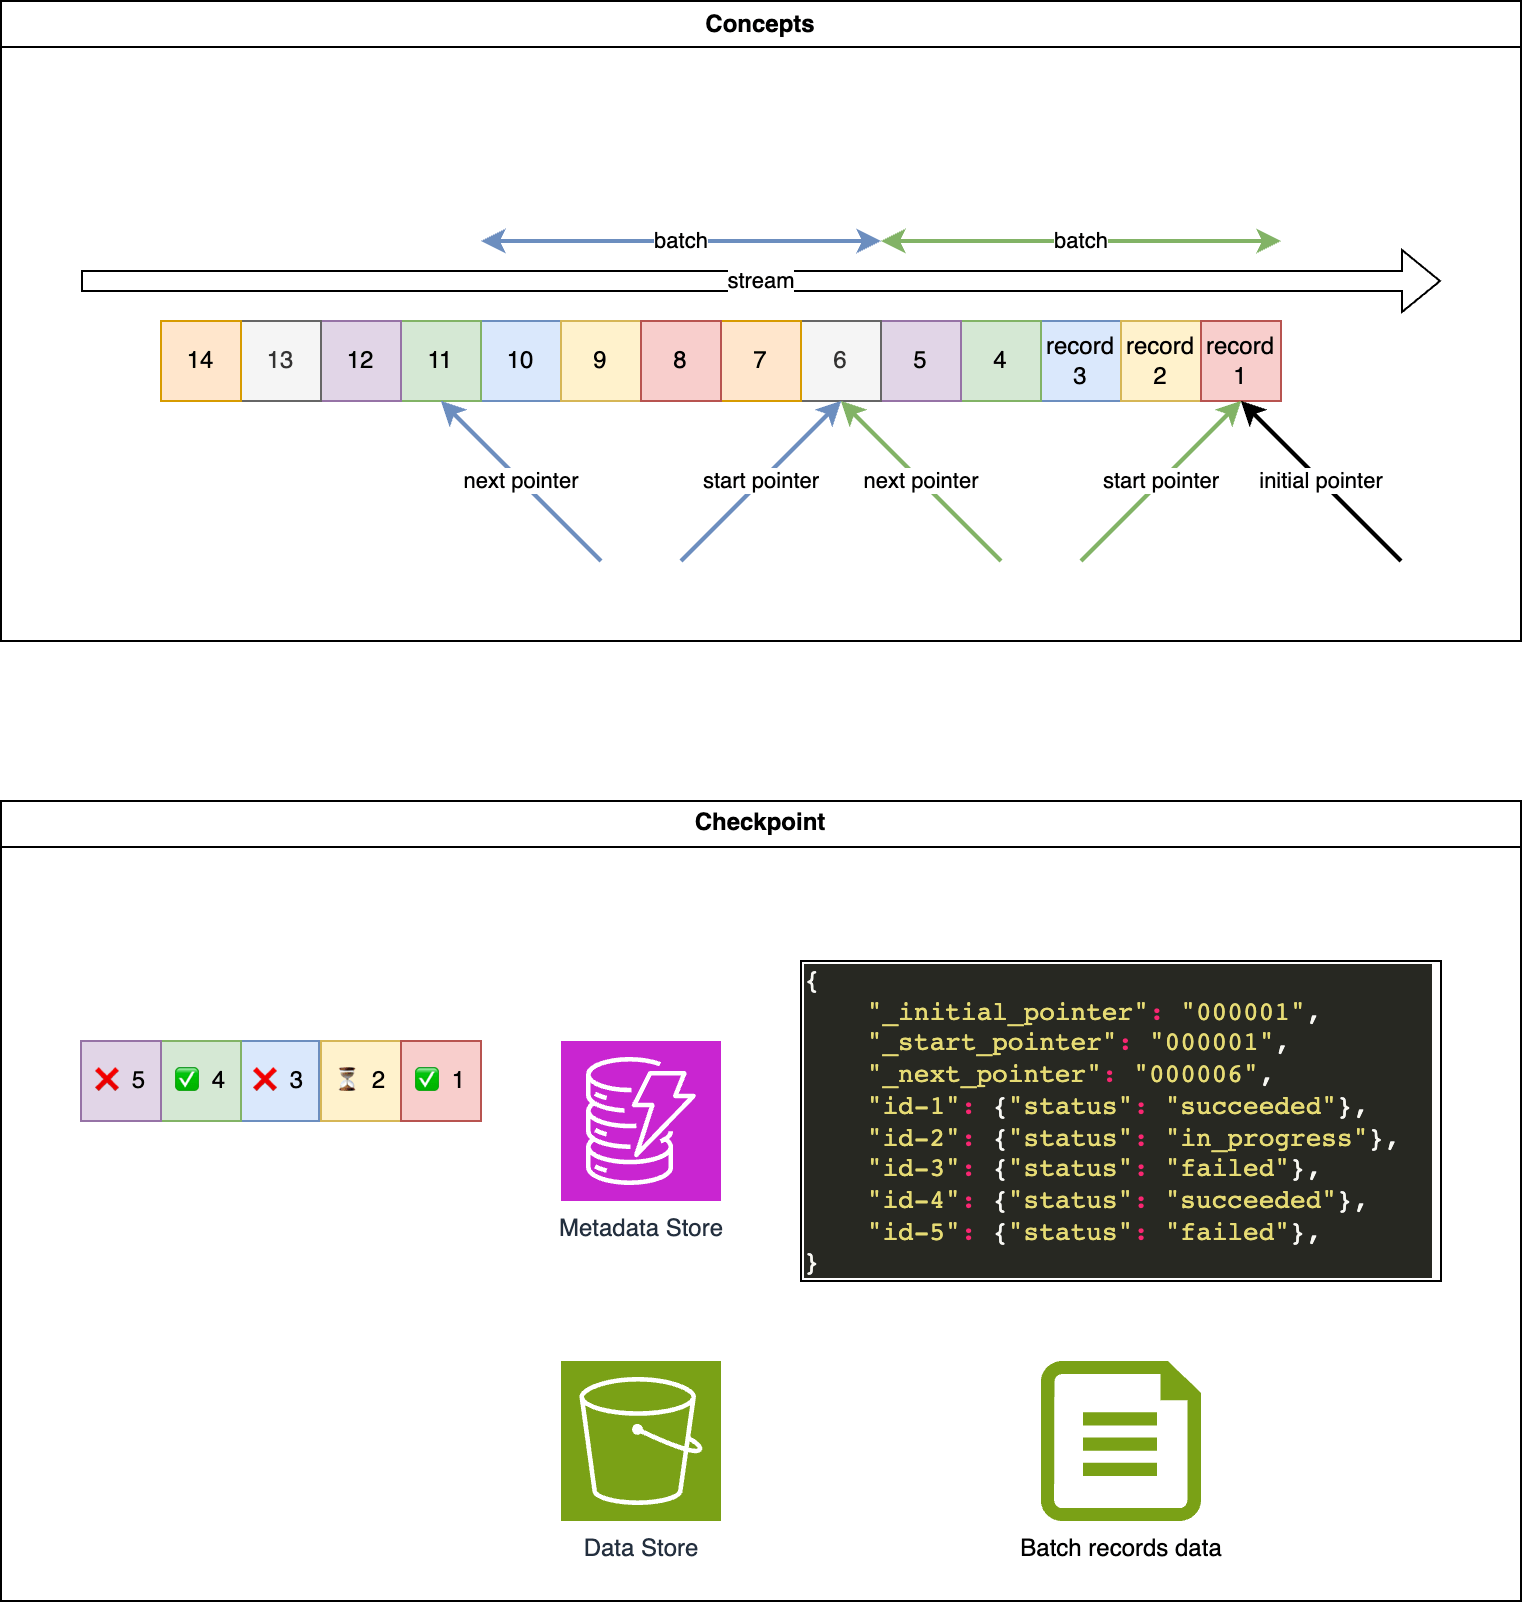 Concepts
batch
batch
stream
14
13
12
11
10
9
8
7
6
5
4
record
3
record
2
record
1
next pointer
start pointer
next pointer
start pointer
initial pointer
Checkpoint
❌ 5
✅ 4
❌ 3
⏳ 2
✅ 1
Metadata Store
{
"_initial_pointer": "000001",
"_start_pointer": "000001",
"_next_pointer": "000006",
"id-1": {"status": "succeeded"},
"id-2": {"status": "in_progress"},
"id-3": {"status": "failed"},
"id-4": {"status": "succeeded"},
"id-5": {"status": "failed"},
}
Data Store
Batch records data